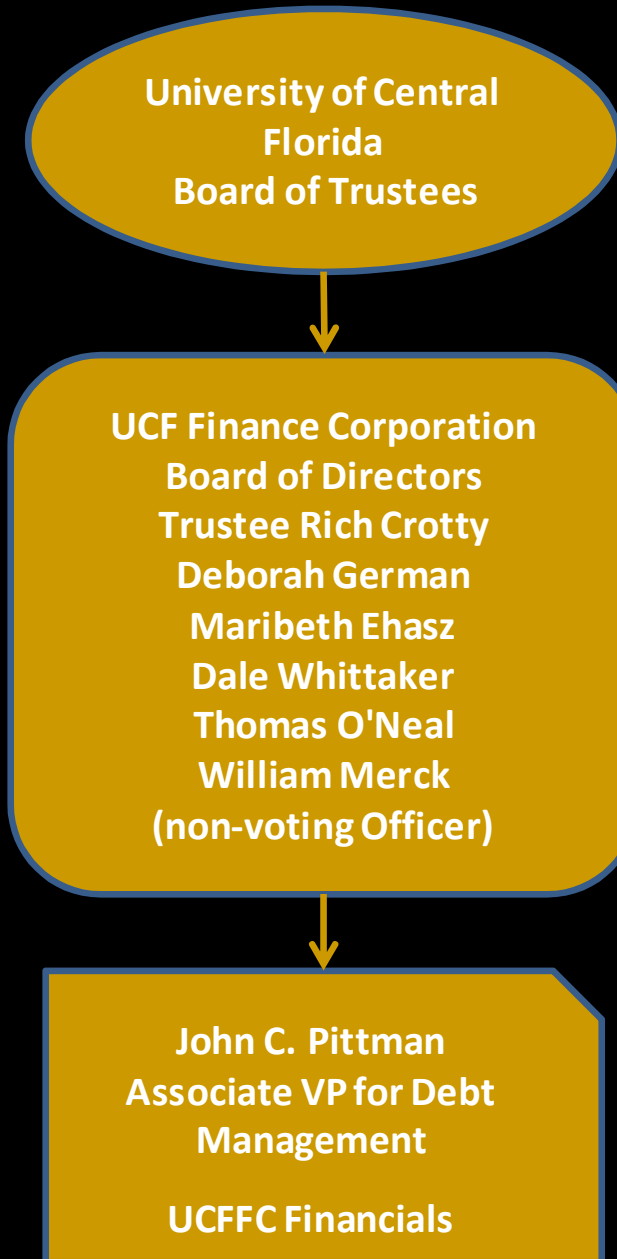 University of Central
Florida
Board of Trustees
UCF Finance Corporation
Board of Directors
Trustee Rich Crotty
Deborah German
Maribeth Ehasz
Dale Whittaker
Thomas O'Neal
William Merck
(non-voting Officer)
John C. Pittman
Associate VP for Debt
Management
UCFFC Financials